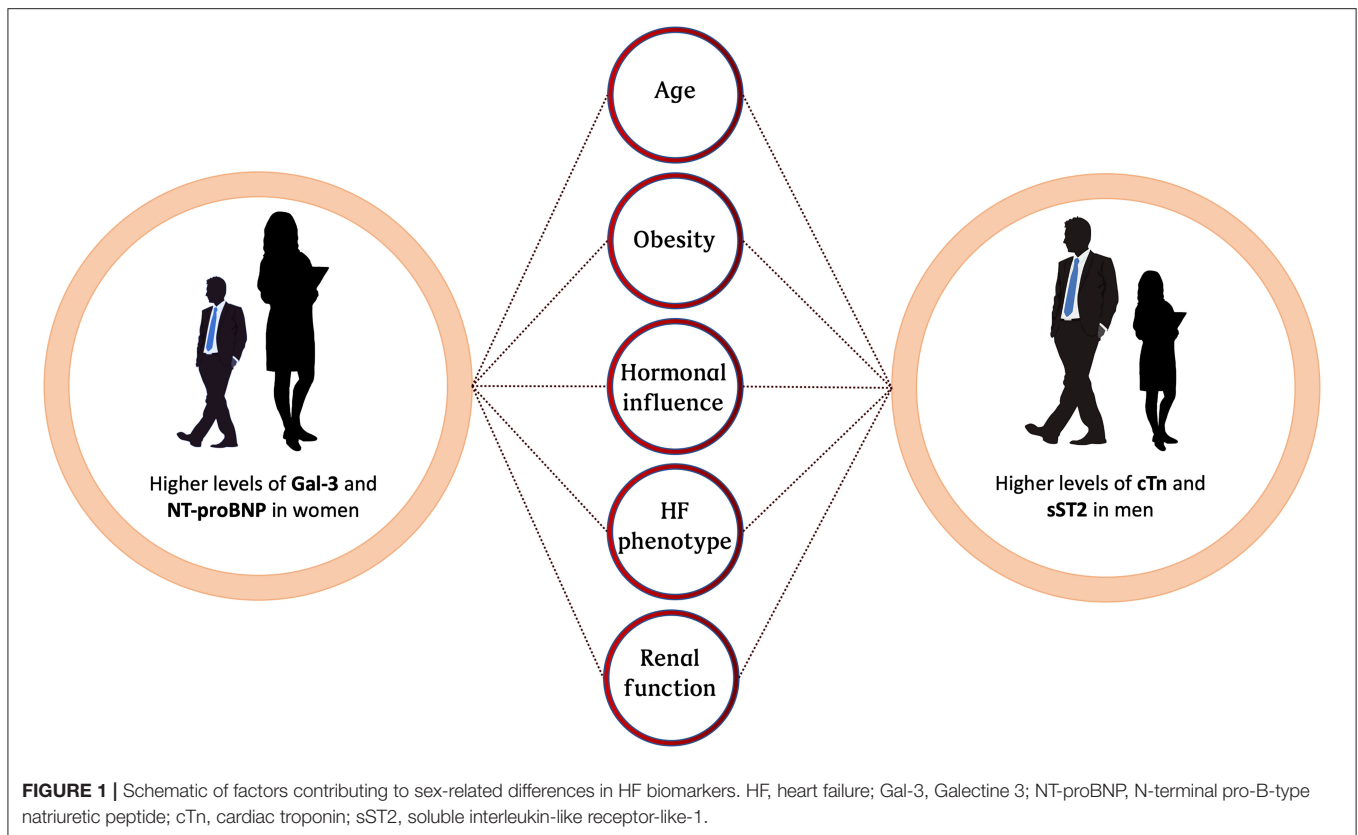 Age
Obesity
Hormonal
influence
HF
phenotype
Renal
function
Higher levels of Gal-3 and
NT-proBNP in women
Higher levels of cTn and
sST2 in men
FIGURE 1 | Schematic of factors contributing to sex-related differences in HF biomarkers. HF, heart failure; Gal-3, Galectine 3; NT-proBNP, N-terminal pro-B-type
natriuretic peptide; cTn, cardiac troponin; sST2, soluble interleukin-like receptor-like-1.